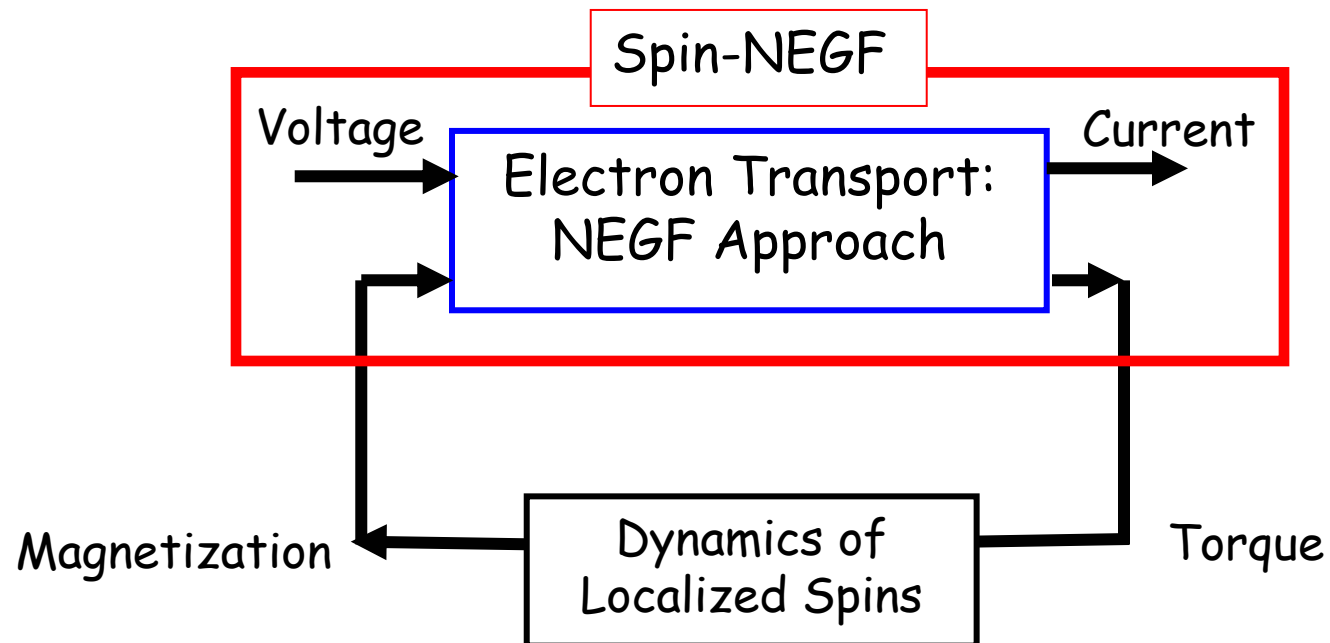 Spin-NEGF
Voltage
Current
Electron Transport:
NEGF Approach
Magnetization
Dynamics of
Localized Spins
Torque